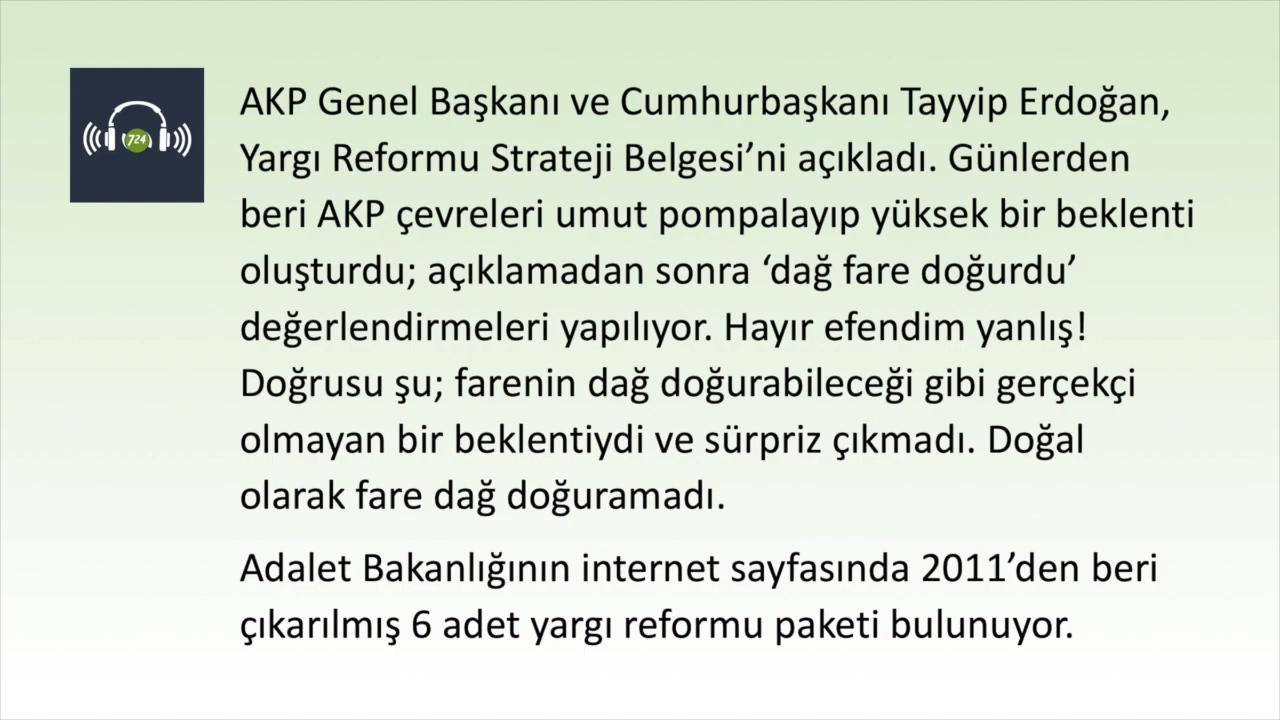 724
AKP Genel Başkanı ve Cumhurbaşkanı Tayyip Erdoğan,
Yargı Reformu Strateji Belgesi’ni açıkladı. Günlerden
beri AKP çevreleri umut pompalayıp yüksek bir beklenti
oluşturdu; açıklamadan sonra ‘dağ fare doğurdu’
değerlendirmeleri yapılıyor. Hayır efendim yanlış!
Doğrusu şu; farenin dağ doğurabileceği gibi gerçekçi
olmayan bir beklentiydi ve sürpriz çıkmadı. Doğal
olarak fare dağ doğuramadı.
Adalet Bakanlığının internet sayfasında 2011’den beri
çıkarılmış 6 adet yargı reformu paketi bulunuyor.